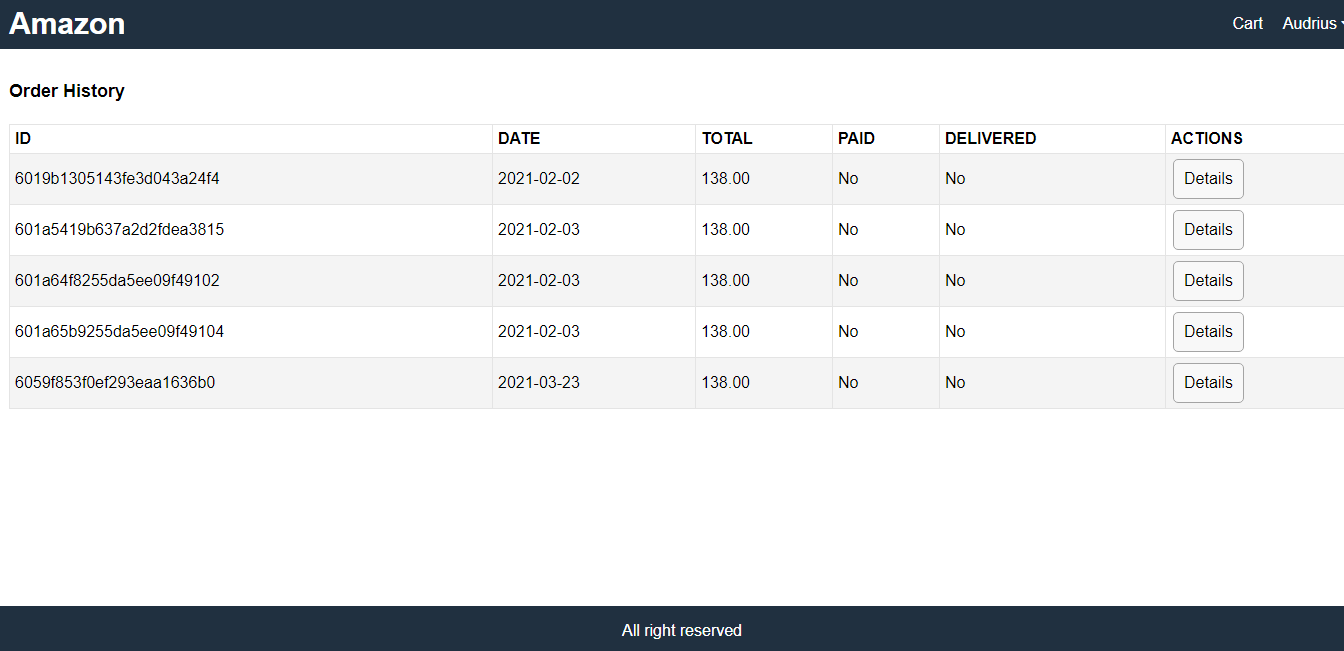 Amazon Cart Audrius
Order History
ID DATE TOTAL PAID DELIVERED ACTIONS
6019b1305143fe3d043a24f4 2021-02-02 138.00 No No Details
601a5419b637a2d2fdea3815 2021-02-03 138.00 No No Details
601a64f8255da5ee09f49102 2021-02-03 138.00 No No Details
601a65b9255da5ee09f49104 2021-02-03 138.00 No No Details
6059f853f0ef293eaa1636b0 2021-03-23 138.00 No No Details
All right reserved